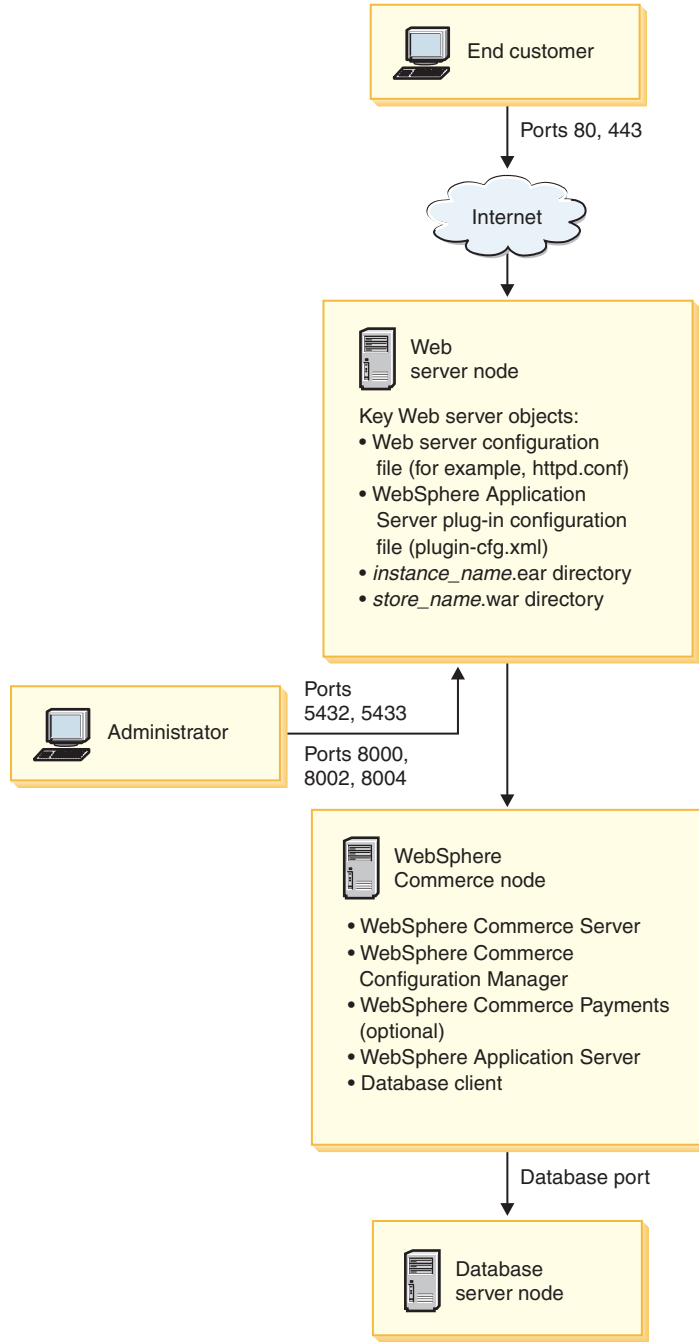 End customer
Ports 80, 443
Internet
Web
server node
Key Web server objects:
• Web server configuration
file (for example, httpd.conf)
• WebSphere Application
Server plug-in configuration
file (plugin-cfg.xml)
• instance_name.ear directory
• store_name.war directory
Administrator
Ports
5432, 5433
Ports 8000,
8002, 8004
WebSphere
Commerce node
• WebSphere Commerce Server
• WebSphere Commerce
Configuration Manager
• WebSphere Commerce Payments
(optional)
• WebSphere Application Server
• Database client
Database port
Database
server node